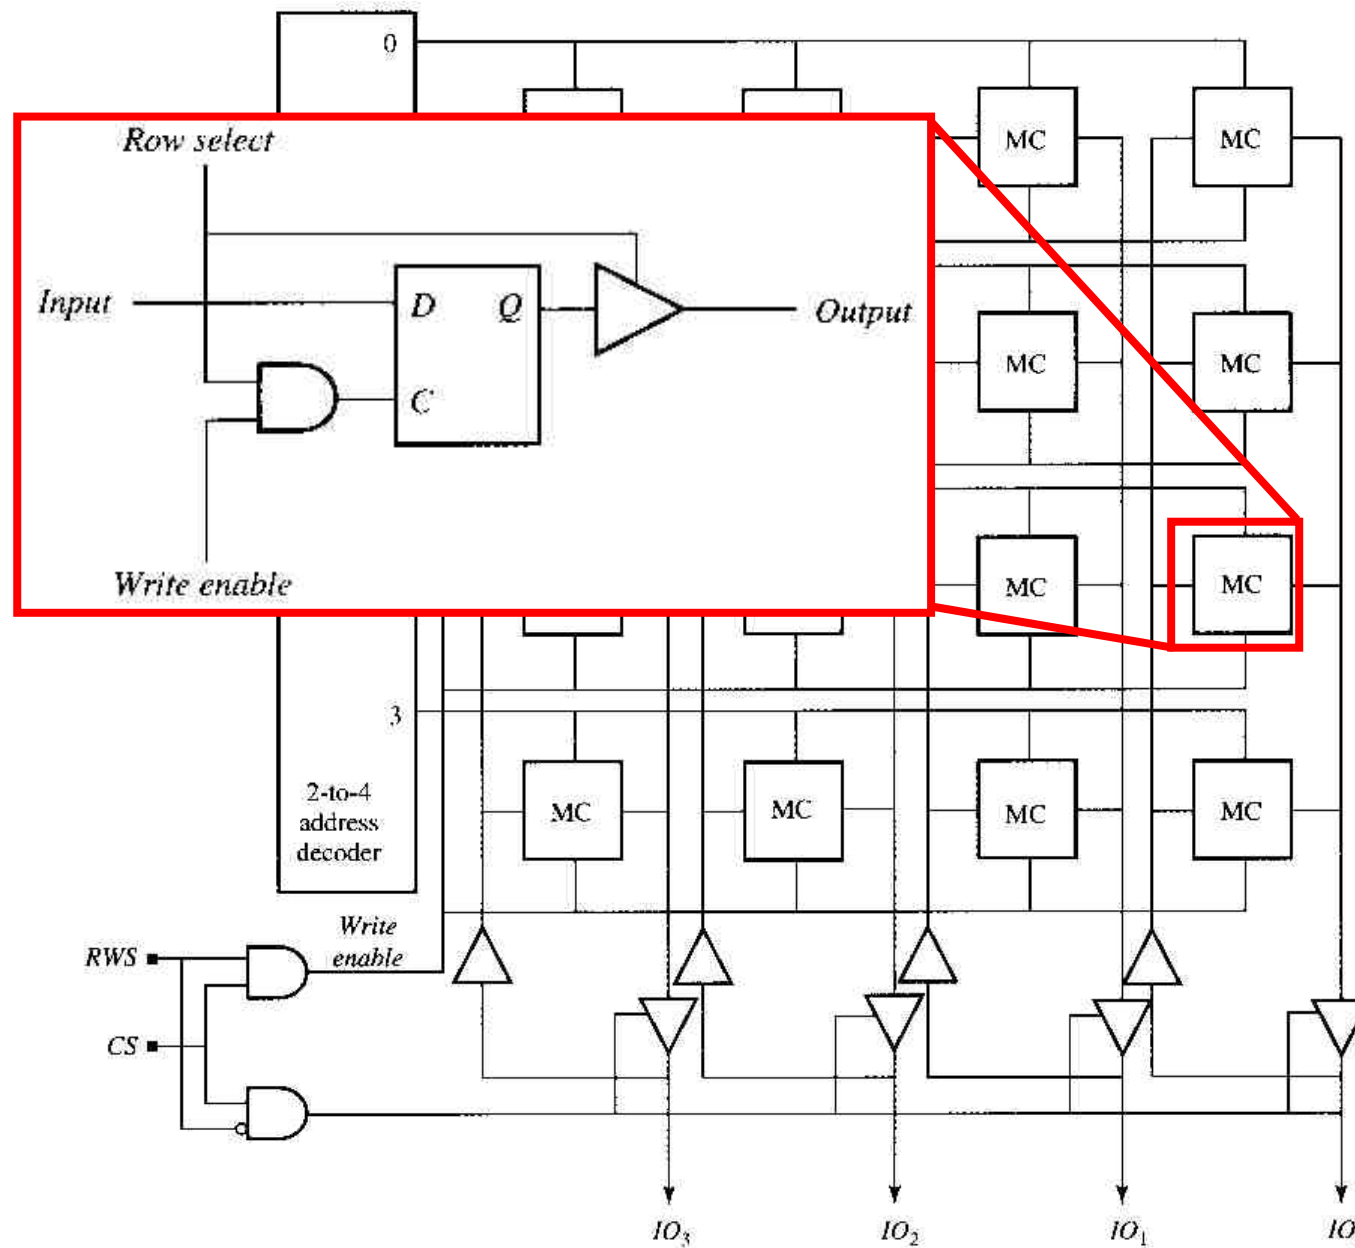 0
Row select
MC
MC
Input
D
Q
Output
C
MC
MC
Write enable
MC
MC
3
2-to-4
address
decoder
MC
MC
MC
MC
Write
enable
RWS
CS
IO3
IO2
IO1
IO